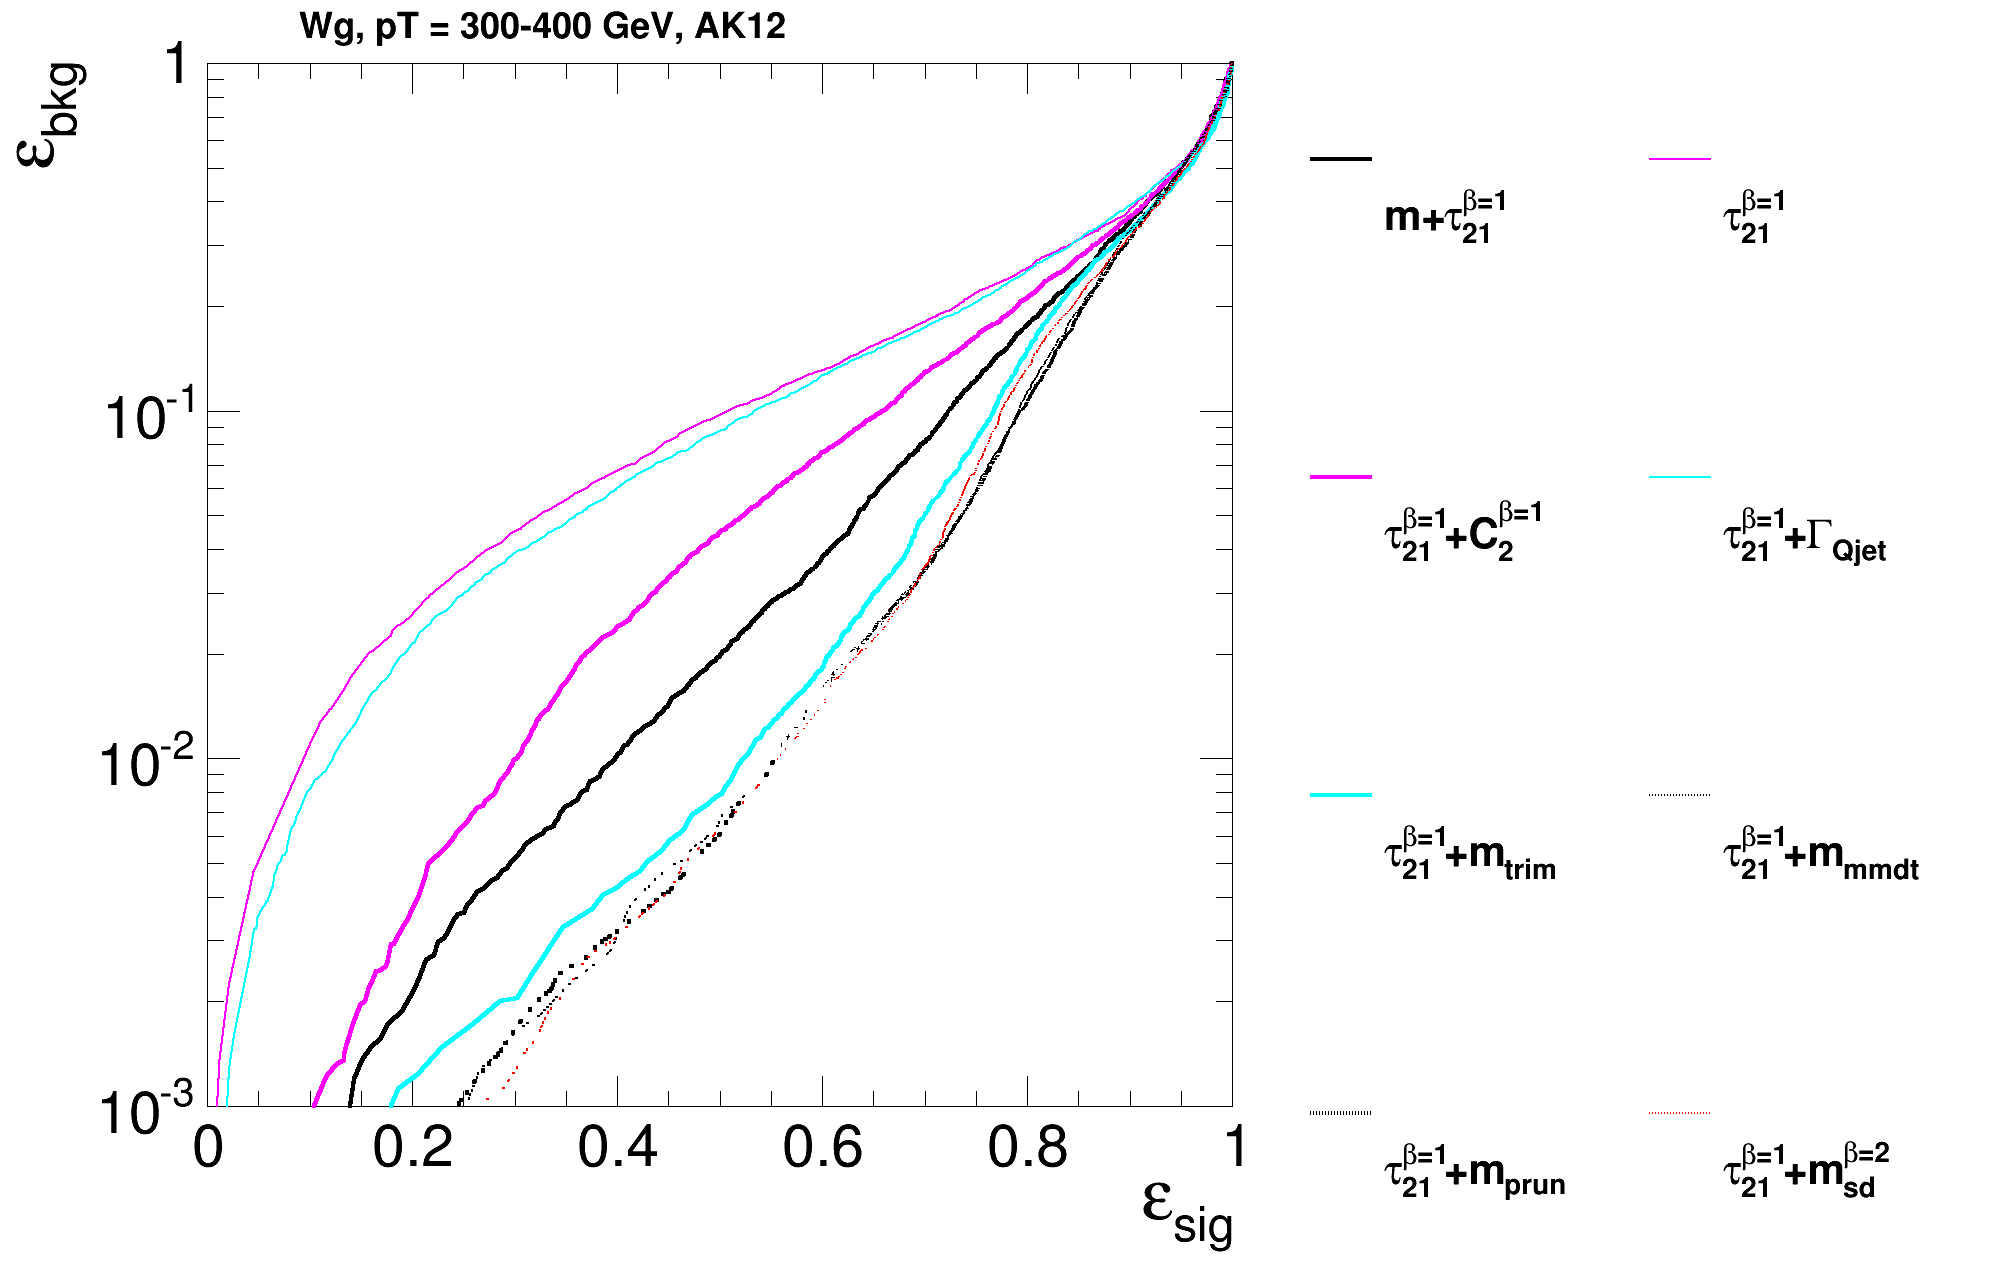 Wg, pT = 300-400 GeV, AK12
ε_bkg
1
10^-1
10^-2
10^-3
0 0.2 0.4 0.6 0.8 1
ε_sig
m+τ_21^β=1
τ_21^β=1
τ_21^β=1+C_2^β=1
τ_21^β=1+Γ_Qjet
τ_21^β=1+m_trim
τ_21^β=1+m_mmdt
τ_21^β=1+m_prun
τ_21^β=1+m_sd^β=2